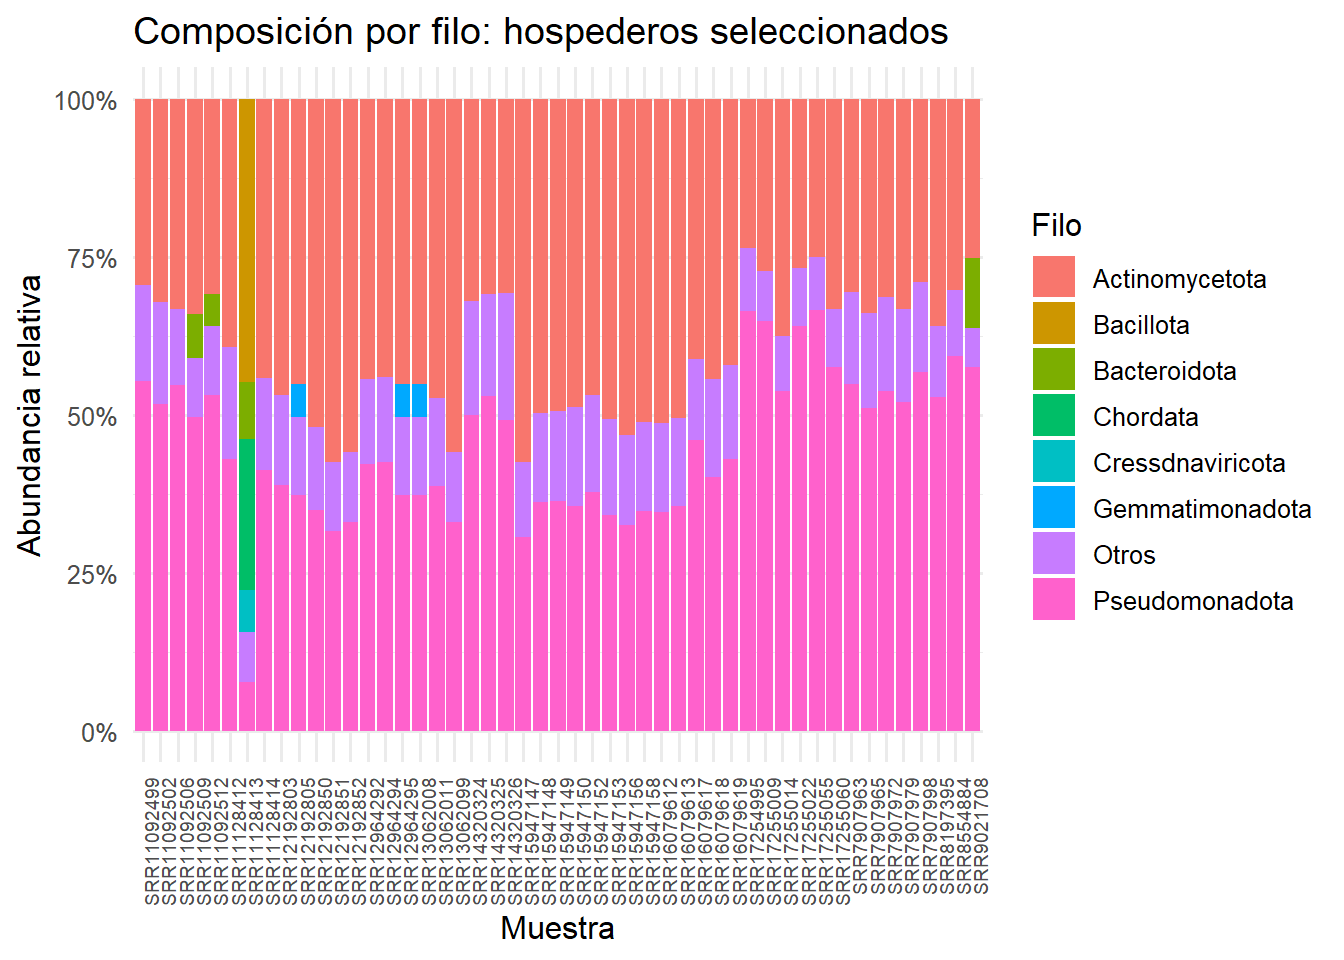 Composición por filo: hospederos seleccionados
Abundancia relativa
100%
75%
50%
25%
0%
SRR11092499
SRR11092502
SRR11092506
SRR11092509
SRR11092512
SRR11128412
SRR11128413
SRR11128414
SRR12192803
SRR12192805
SRR12192850
SRR12192851
SRR12192852
SRR12964292
SRR12964294
SRR12964295
SRR13062008
SRR13062011
SRR13062099
SRR14320324
SRR14320325
SRR14320326
SRR15947147
SRR15947148
SRR15947149
SRR15947150
SRR15947152
SRR15947153
SRR15947156
SRR15947158
SRR16079612
SRR16079613
SRR16079617
SRR16079618
SRR16079619
SRR17254995
SRR17255009
SRR17255014
SRR17255022
SRR17255055
SRR17255060
SRR7907963
SRR7907965
SRR7907972
SRR7907979
SRR7907998
SRR8197395
SRR8554884
SRR9021708
Muestra
Filo
Actinomycetota
Bacillota
Bacteroidota
Chordata
Cressdnaviricota
Gemmatimonadota
Otros
Pseudomonadota